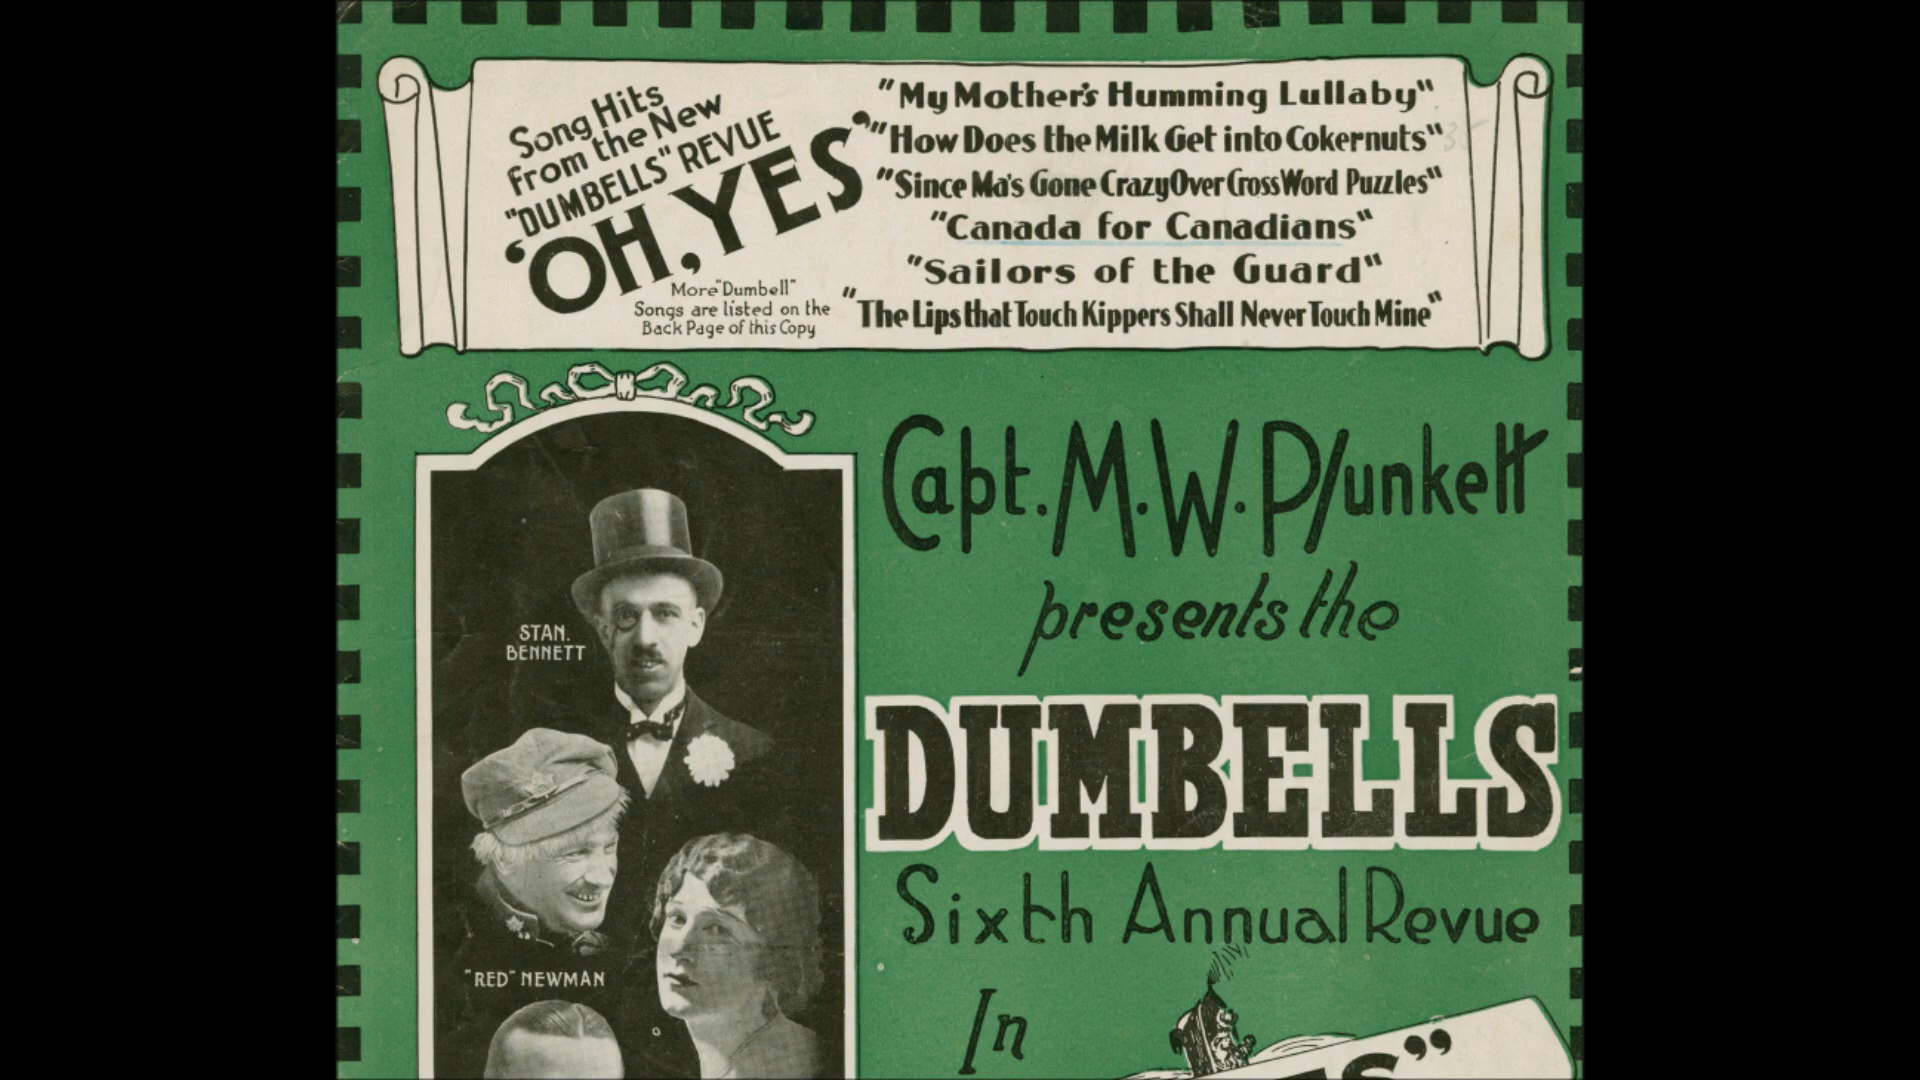 Song Hits
from the New
"DUMBELLS" REVUE
'OH, YES'
More "Dumbell"
Songs are listed on the
Back Page of this Copy
"My Mother's Humming Lullaby"
"How Does the Milk Get into Cokernuts"
"Since Ma's Gone Crazy Over Cross Word Puzzles"
"Canada for Canadians"
"Sailors of the Guard"
"The Lips that Touch Kippers Shall Never Touch Mine"
35
Capt. M. W. Plunkett
presents the
DUMBELLS
Sixth Annual Revue
In
STAN.
BENNETT
"RED" NEWMAN